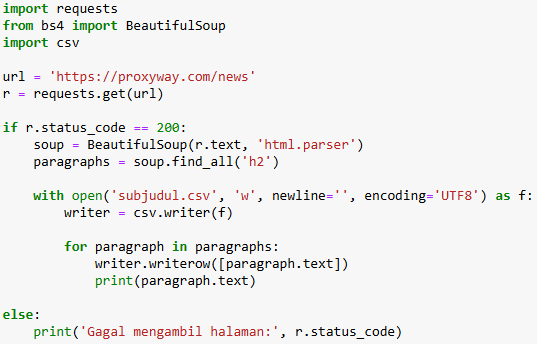 import requests
from bs4 import BeautifulSoup
import csv

url = 'https://proxyway.com/news'
r = requests.get(url)

if r.status_code == 200:
    soup = BeautifulSoup(r.text, 'html.parser')
    paragraphs = soup.find_all('h2')

    with open('subjudul.csv', 'w', newline='', encoding='UTF8') as f:
        writer = csv.writer(f)

        for paragraph in paragraphs:
            writer.writerow([paragraph.text])
            print(paragraph.text)

else:
    print('Gagal mengambil halaman:', r.status_code)